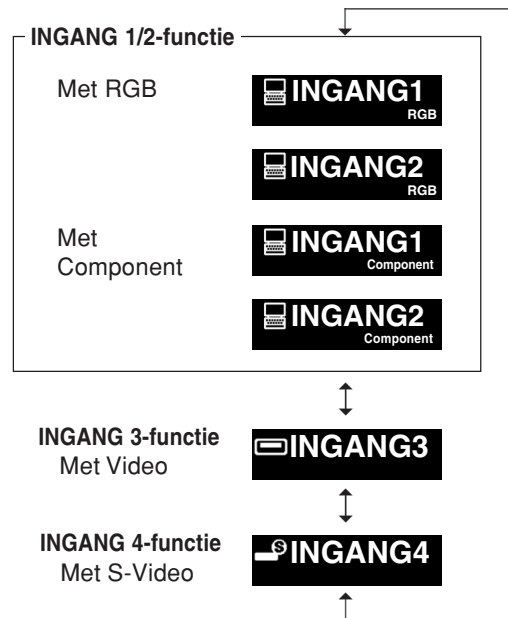 INGANG 1/2-functie
Met RGB
INGANG1
RGB
INGANG2
RGB
Met
Component
INGANG1
Component
INGANG2
Component
INGANG 3-functie
Met Video
INGANG3
INGANG 4-functie
Met S-Video
S
INGANG4